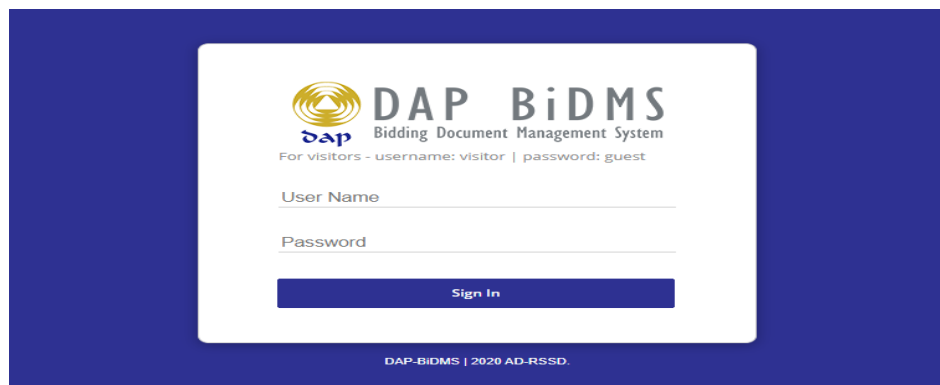 DAP BiDMS
dap Bidding Document Management System
For visitors - username: visitor | password: guest
User Name
Password
Sign In
DAP-BiDMS | 2020 AD-RSSD.